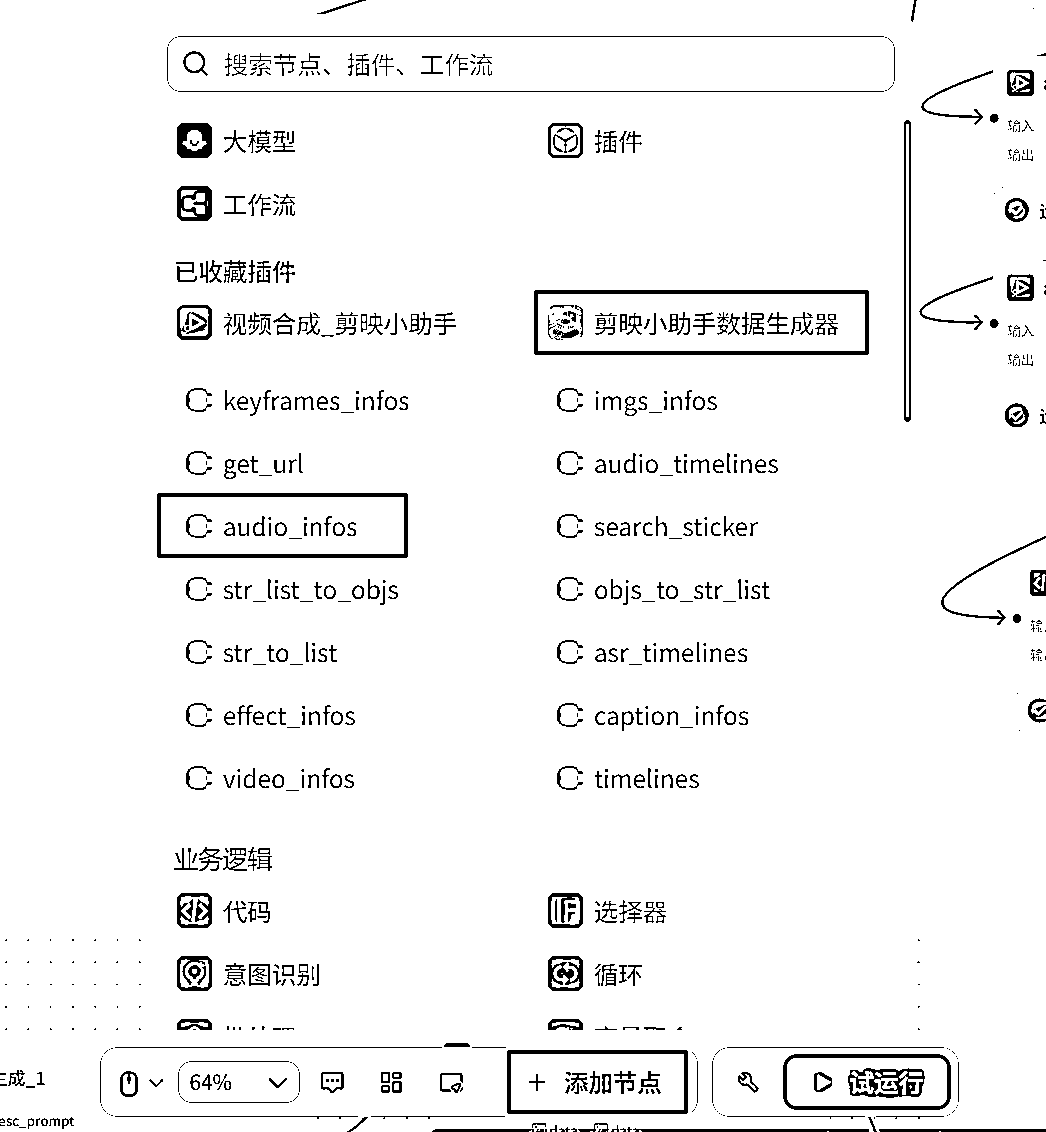 搜索节点、插件、工作流
大模型
插件
工作流
已收藏插件
视频合成_剪映小助手
剪映小助手数据生成器
keyframes_infos
imgs_infos
get_url
audio_timelines
audio_infos
search_sticker
str_list_to_objs
objs_to_str_list
str_to_list
asr_timelines
effect_infos
caption_infos
video_infos
timelines
业务逻辑
代码
选择器
意图识别
循环
输入
输出
输入
输出
成_1
64%
添加节点
试运行
esc_prompt
data
data